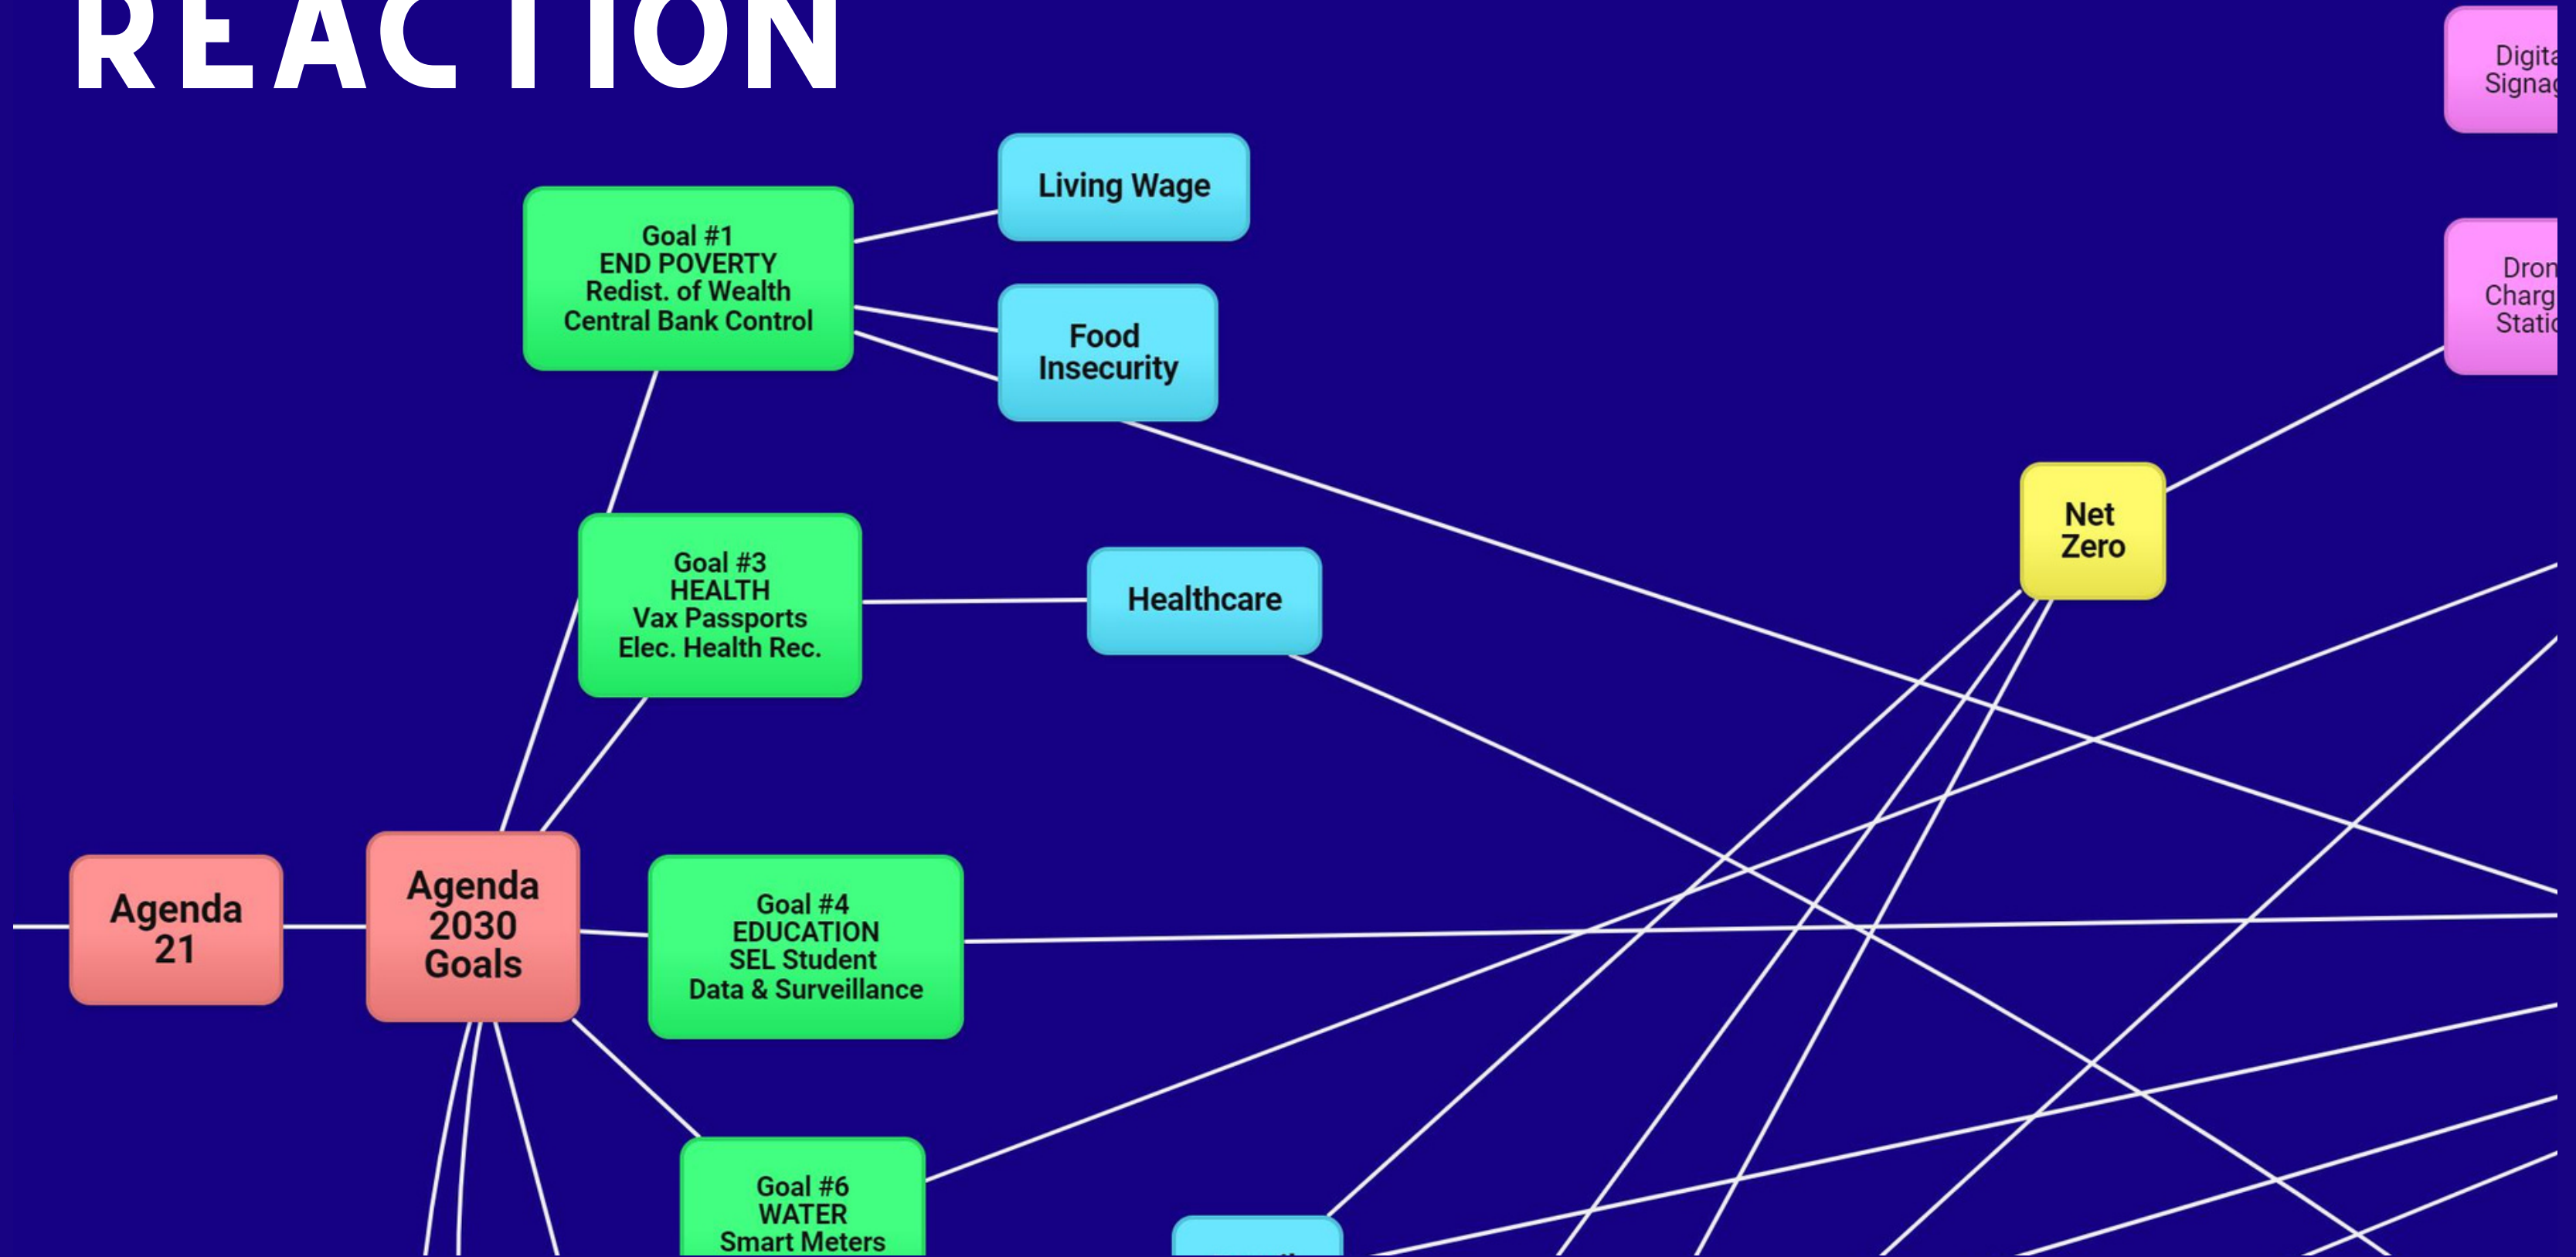 REACTION
Living Wage
Goal #1
END POVERTY
Redist. of Wealth
Central Bank Control
Food
Insecurity
Net
Zero
Goal #3
HEALTH
Vax Passports
Elec. Health Rec.
Healthcare
Agenda
21
Agenda
2030
Goals
Goal #4
EDUCATION
SEL Student
Data & Surveillance
Goal #6
WATER
Smart Meters